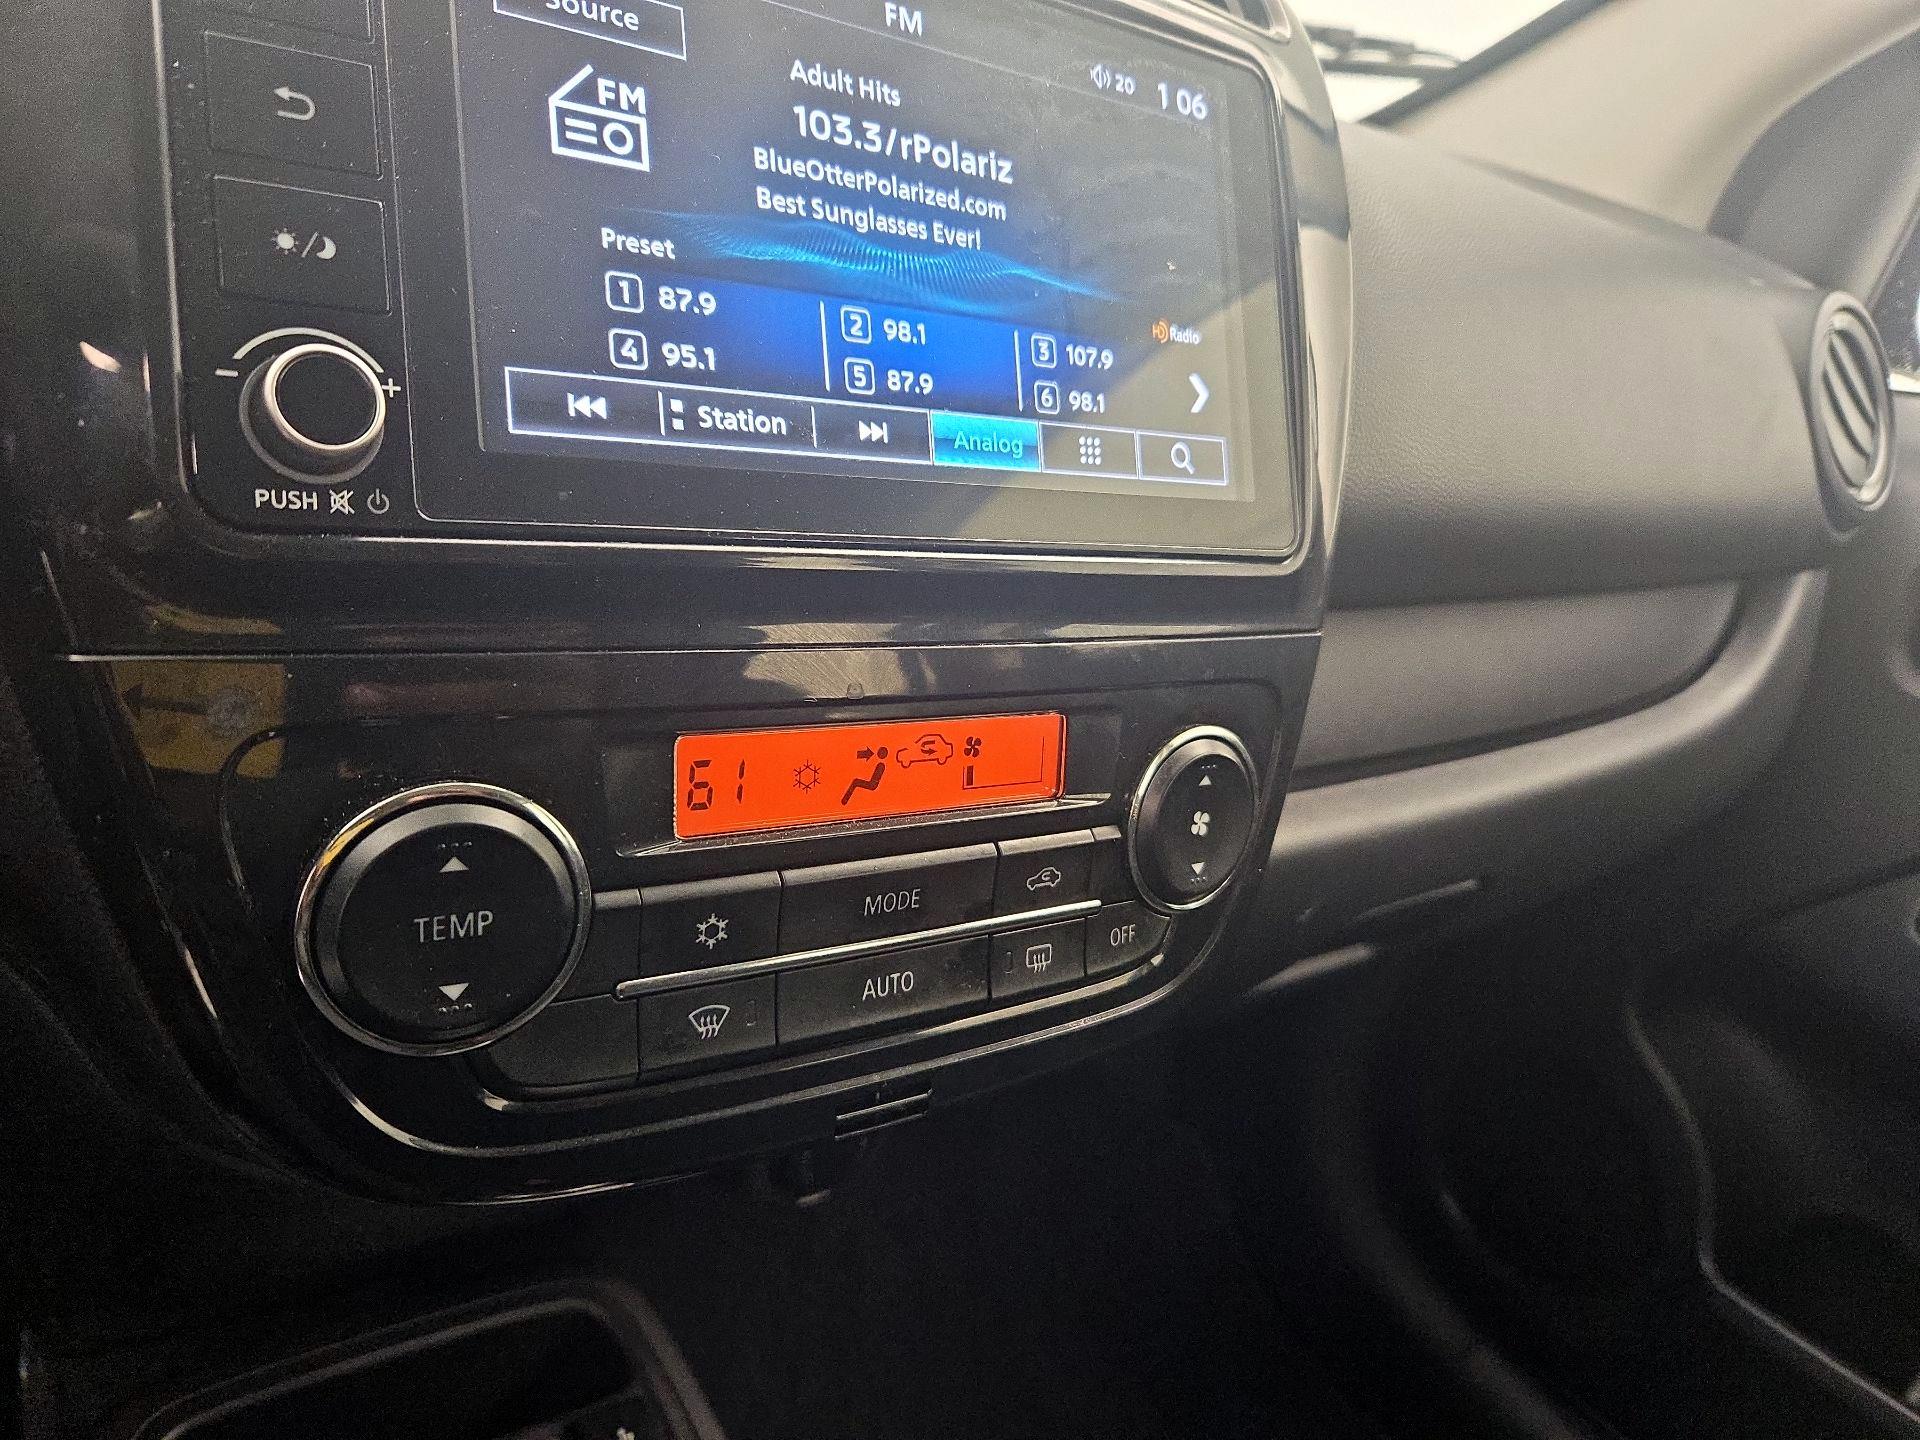 Source
FM
20
1 06
FM
Adult Hits
103.3/rPolariz
BlueOtterPolarized.com
Best Sunglasses Ever!
Preset
1 87.9
2 98.1
3 107.9
HD Radio
4 95.1
5 87.9
6 98.1
Station
Analog
PUSH
61
TEMP
MODE
AUTO
OFF